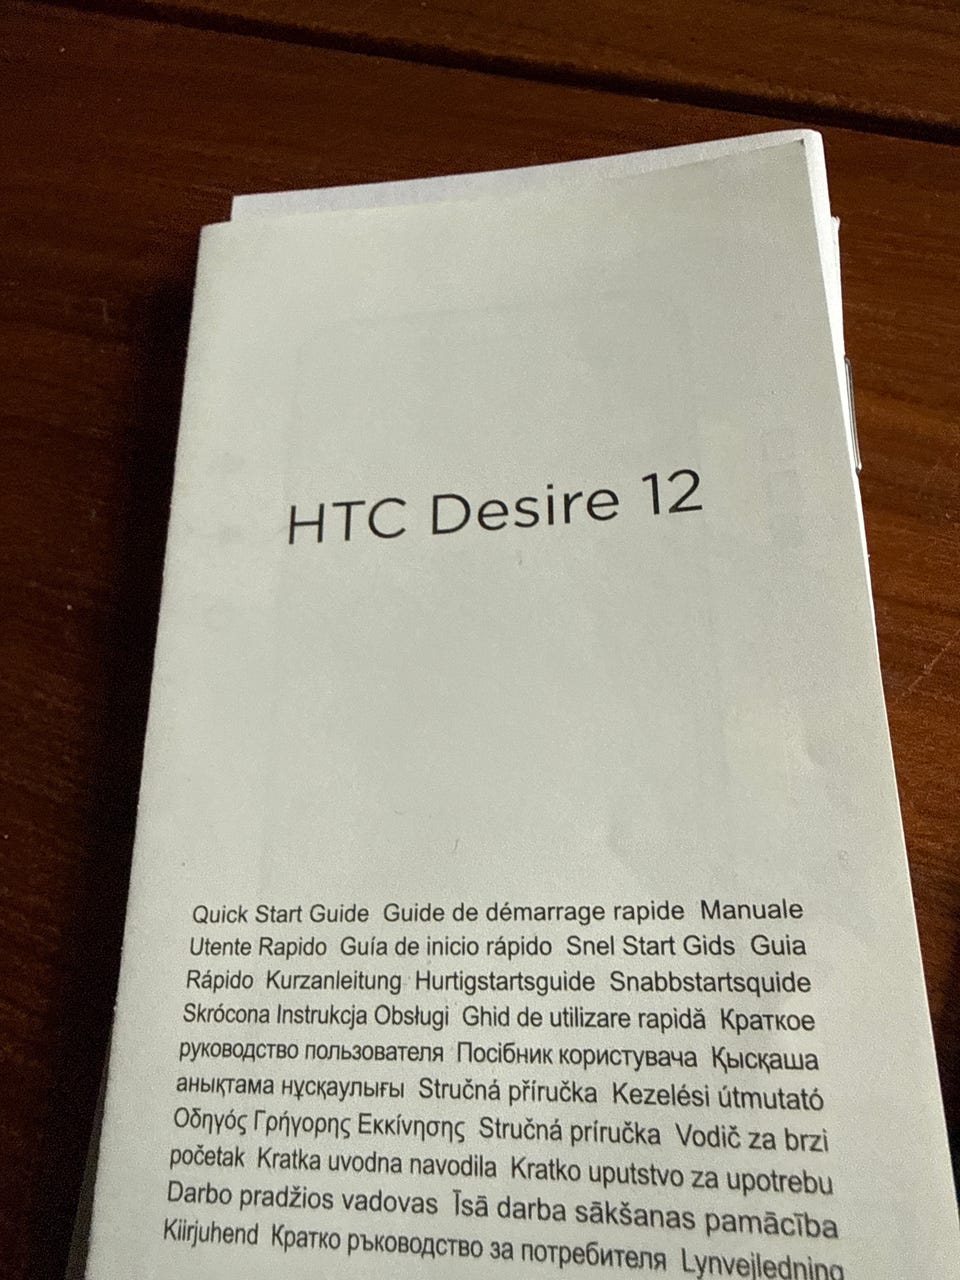 HTC Desire 12
Quick Start Guide Guide de démarrage rapide Manuale
Utente Rapido Guía de inicio rápido Snel Start Gids Guia
Rápido Kurzanleitung Hurtigstartsguide Snabbstartsquide
Skrócona Instrukcja Obsługi Ghid de utilizare rapidă Краткое
руководство пользователя Посібник користувача Қысқаша
анықтама нұсқаулығы Stručná příručka Kezelési útmutató
Οδηγός Γρήγορης Εκκίνησης Stručná príručka Vodič za brzi
početak Kratka uvodna navodila Kratko uputstvo za upotrebu
Darbo pradžios vadovas Īsā darba sākšanas pamācība
Kiirjuhend Кратко ръководство за потребителя Lynvejledning